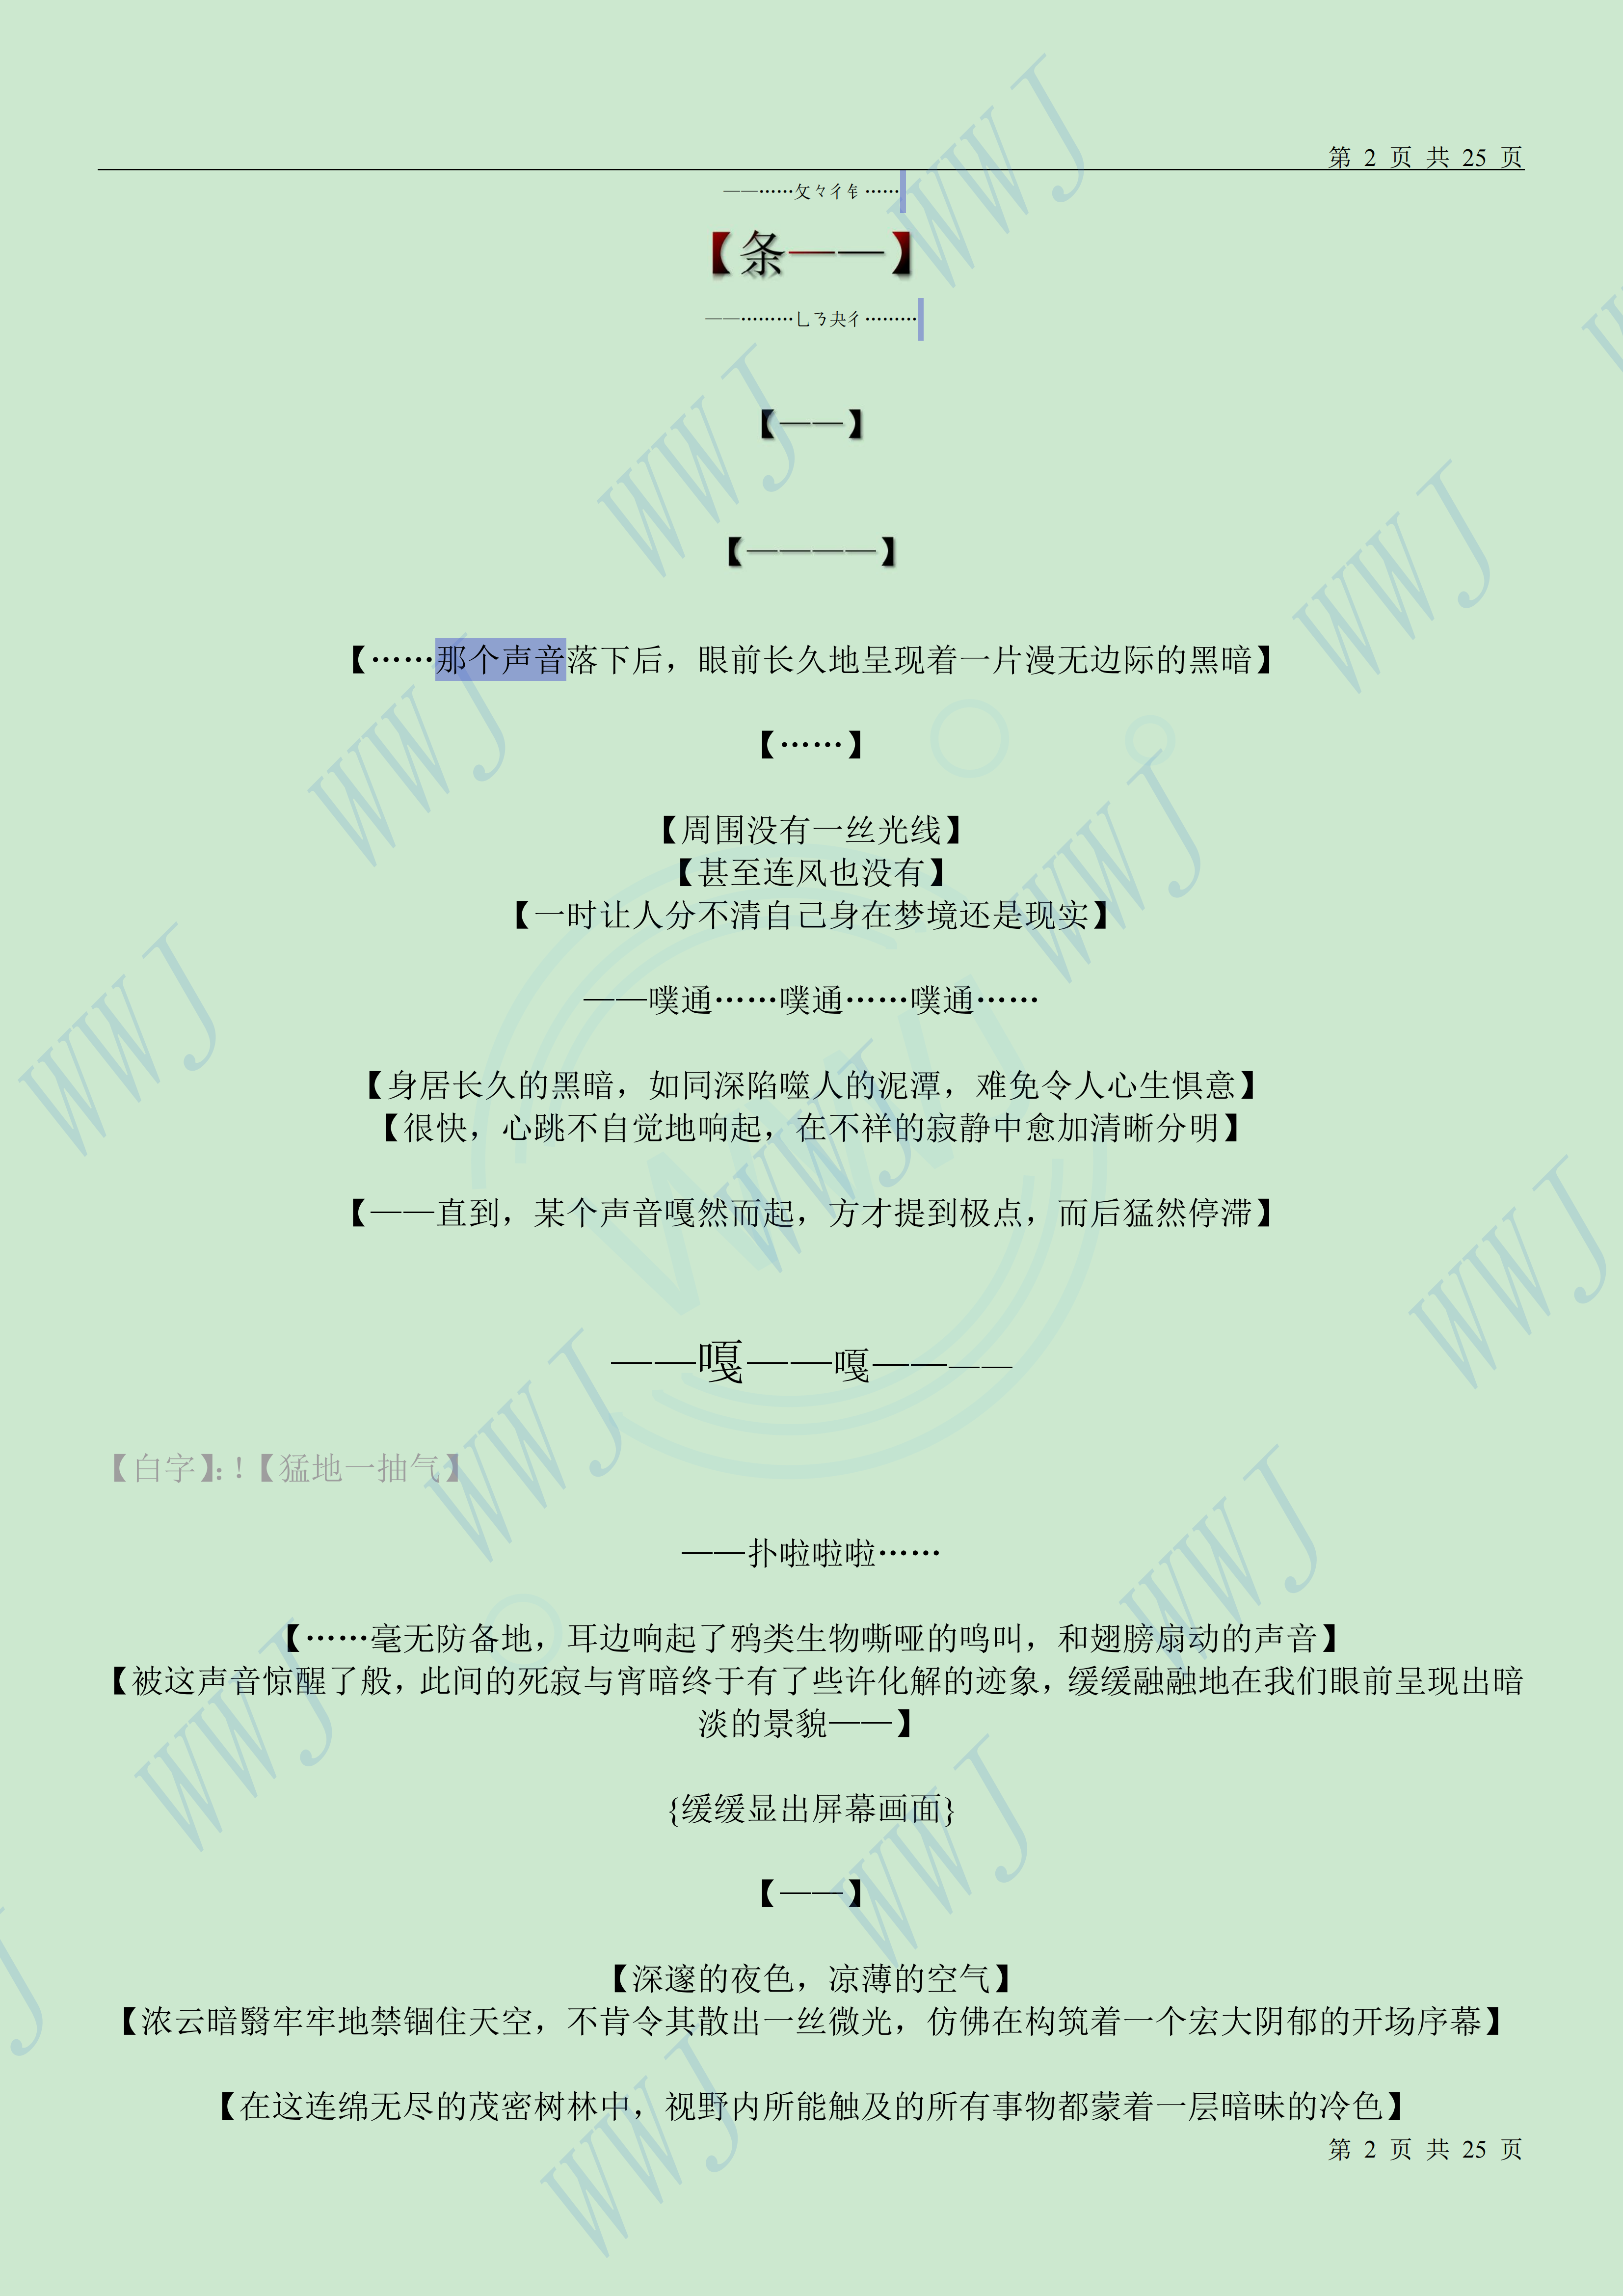 第 2 页 共 25 页
——……攵々彳钅……
【条——】
——………乚ㄋ夬彳………
【——】
【————】
【……那个声音落下后，眼前长久地呈现着一片漫无边际的黑暗】
【……】
【周围没有一丝光线】
【甚至连风也没有】
【一时让人分不清自己身在梦境还是现实】
——噗通……噗通……噗通……
【身居长久的黑暗，如同深陷噬人的泥潭，难免令人心生惧意】
【很快，心跳不自觉地响起，在不祥的寂静中愈加清晰分明】
【——直到，某个声音嘎然而起，方才提到极点，而后猛然停滞】
——嘎——嘎————
【白字】：！【猛地一抽气】
——扑啦啦啦……
【……毫无防备地，耳边响起了鸦类生物嘶哑的鸣叫，和翅膀扇动的声音】
【被这声音惊醒了般，此间的死寂与宵暗终于有了些许化解的迹象，缓缓融融地在我们眼前呈现出暗
淡的景貌——】
{缓缓显出屏幕画面}
【——】
【深邃的夜色，凉薄的空气】
【浓云暗翳牢牢地禁锢住天空，不肯令其散出一丝微光，仿佛在构筑着一个宏大阴郁的开场序幕】
【在这连绵无尽的茂密树林中，视野内所能触及的所有事物都蒙着一层暗昧的冷色】
第 2 页 共 25 页
WWJ